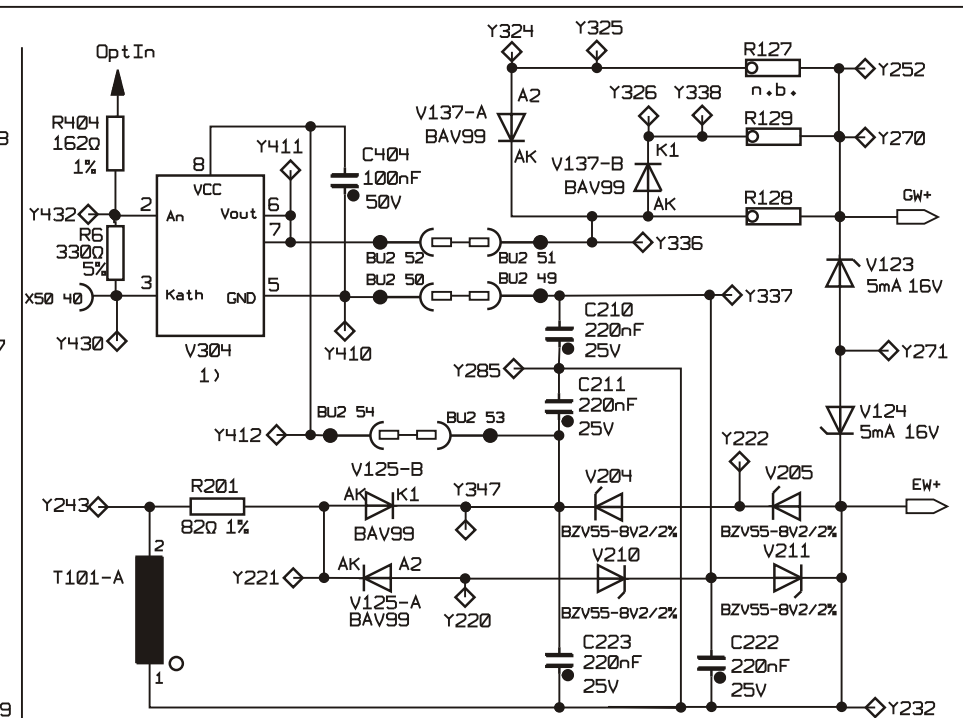 OptIn
R404
162Ω
1%
Y432
R6
330Ω
5%
X50 40
Y430
8
VCC
2
An
Vout
6
7
3
Kath
GND
5
V304
1)
Y411
C404
100nF
50V
Y410
BU2 52
BU2 51
BU2 50
BU2 49
Y324
Y325
V137-A
BAV99
A2
AK
Y326
Y338
V137-B
BAV99
K1
AK
R127
n.b.
R129
R128
Y252
Y270
GW+
Y336
Y337
V123
5mA 16V
Y271
V124
5mA 16V
C210
220nF
25V
Y285
C211
220nF
25V
Y412
BU2 54
BU2 53
Y222
Y243
R201
82Ω 1%
V125-B
AK
K1
BAV99
Y347
V204
BZV55-8V2/2%
V205
BZV55-8V2/2%
EW+
T101-A
2
1
Y221
AK
A2
V125-A
BAV99
Y220
V210
BZV55-8V2/2%
V211
BZV55-8V2/2%
C223
220nF
25V
C222
220nF
25V
Y232